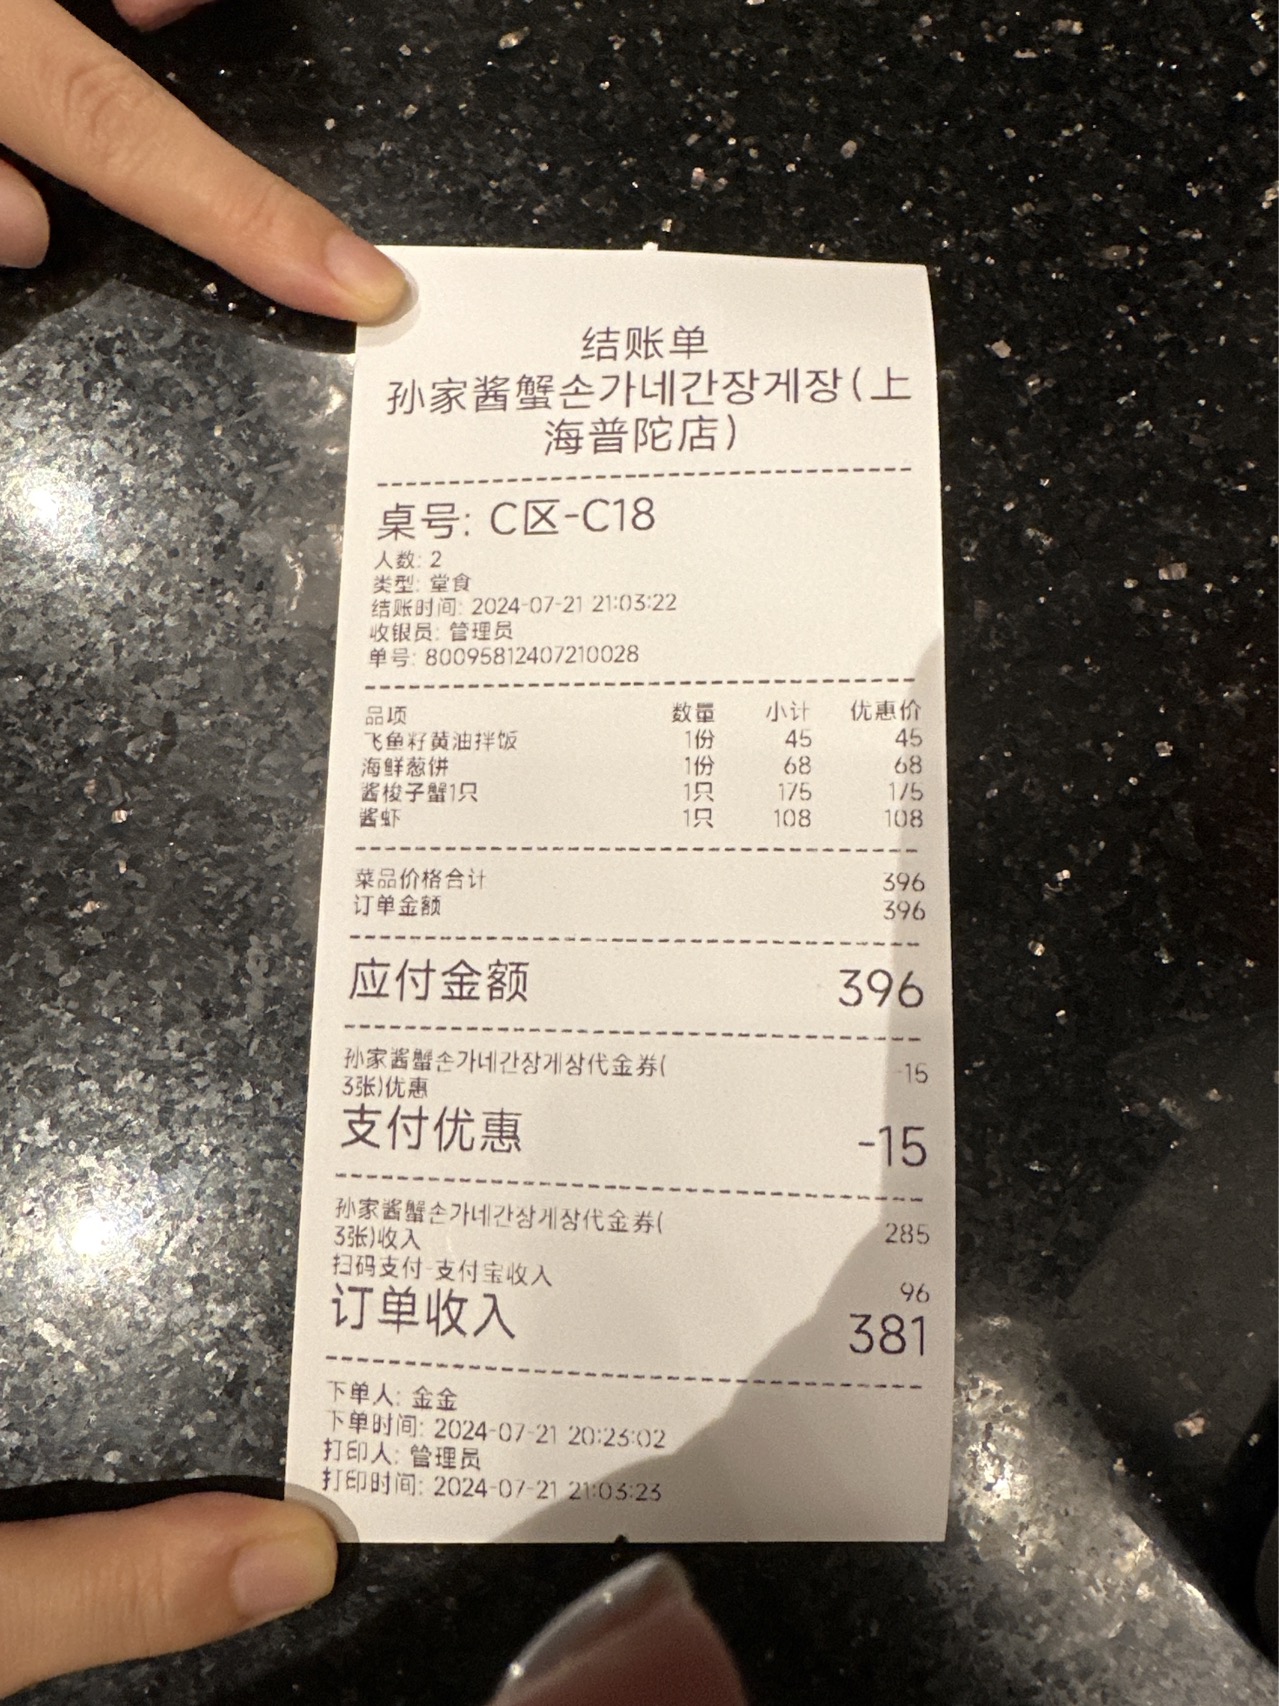 结账单
孙家酱蟹손가네간장게장(上
海普陀店)
桌号: C区-C18
人数: 2
类型: 堂食
结账时间: 2024-07-21 21:03:22
收银员: 管理员
单号: 80095812407210028
品项 数量 小计 优惠价
飞鱼籽黄油拌饭 1份 45 45
海鲜葱饼 1份 68 68
酱梭子蟹1只 1只 175 175
酱虾 1只 108 108
菜品价格合计 396
订单金额 396
应付金额 396
孙家酱蟹손가네간장게장代金券( -15
3张)优惠
支付优惠 -15
孙家酱蟹손가네간장게장代金券( 285
3张)收入
扫码支付-支付宝收入 96
订单收入 381
下单人: 金金
下单时间: 2024-07-21 20:23:02
打印人: 管理员
打印时间: 2024-07-21 21:03:23